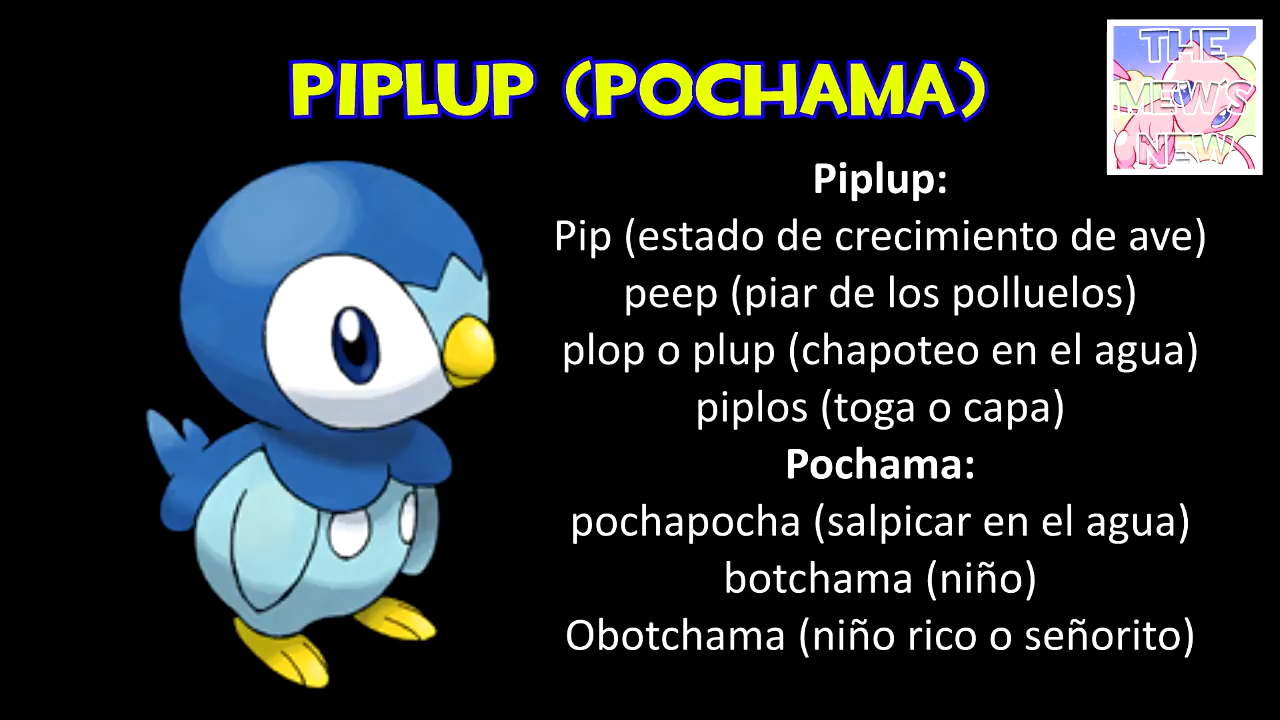 PIPLUP (POCHAMA)
THE
MEW'S
NEW
Piplup:
Pip (estado de crecimiento de ave)
peep (piar de los polluelos)
plop o plup (chapoteo en el agua)
piplos (toga o capa)
Pochama:
pochapocha (salpicar en el agua)
botchama (niño)
Obotchama (niño rico o señorito)